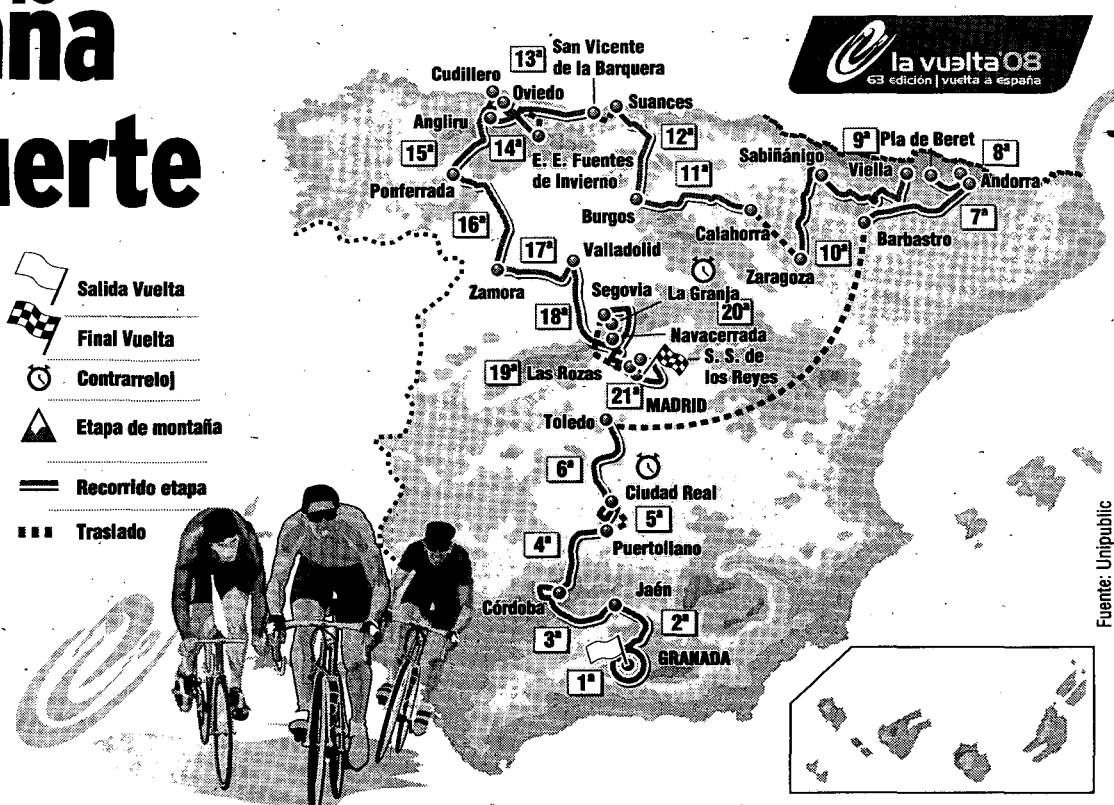 aña
uerte
la vuelta'08
63 edición | vuelta a españa
Salida Vuelta
Final Vuelta
Contrarreloj
Etapa de montaña
Recorrido etapa
Traslado
13ª
San Vicente
de la Barquera
Cudillero
Oviedo
Suances
Angliru
12ª
15ª
14ª
E. E. Fuentes
de Invierno
11ª
Ponferrada
Burgos
Calahorra
9ª
Pla de Beret
8ª
Sabiñánigo
Viella
Andorra
7ª
Barbastro
10ª
Zaragoza
16ª
17ª
Valladolid
Zamora
Segovia
La Granja
20ª
18ª
Navacerrada
S. S. de
los Reyes
19ª
Las Rozas
21ª
MADRID
Toledo
6ª
Ciudad Real
5ª
4ª
Puertollano
Córdoba
Jaén
3ª
2ª
GRANADA
1ª
Fuente: Unipublic